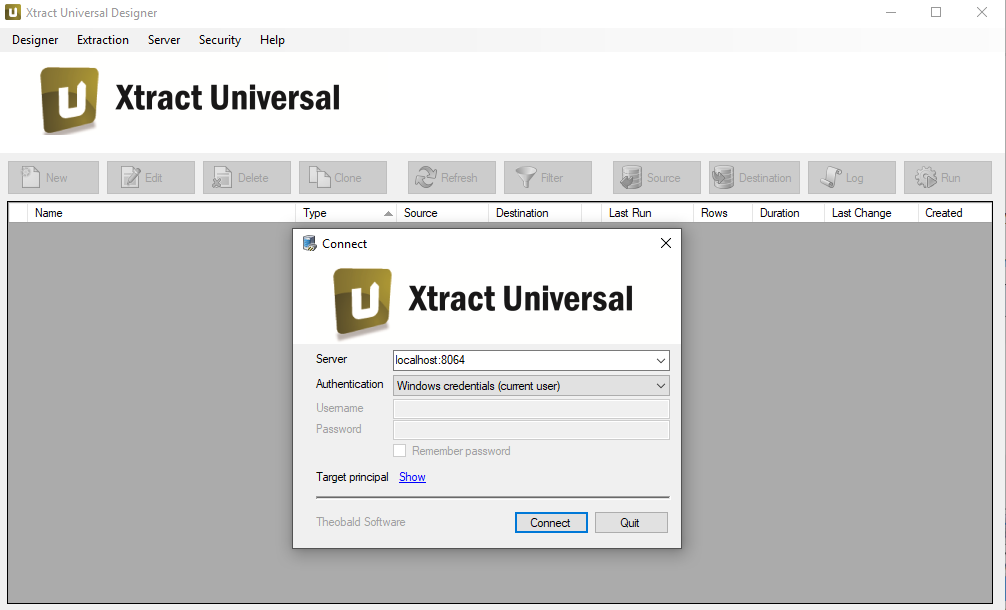 Xtract Universal Designer
Designer Extraction Server Security Help
Xtract Universal
New Edit Delete Clone Refresh Filter Source Destination Log Run
Name Type Source Destination Last Run Rows Duration Last Change Created
Connect
Xtract Universal
Server localhost:8064
Authentication Windows credentials (current user)
Username
Password
Remember password
Target principal Show
Theobald Software Connect Quit